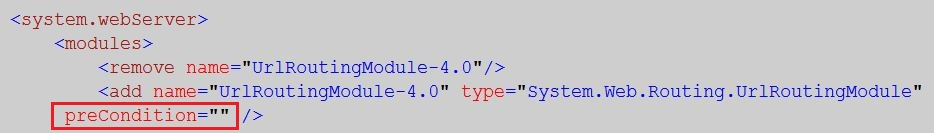 <system.webServer>
<modules>
<remove name="UrlRoutingModule-4.0"/>
<add name="UrlRoutingModule-4.0" type="System.Web.Routing.UrlRoutingModule"
preCondition="" />